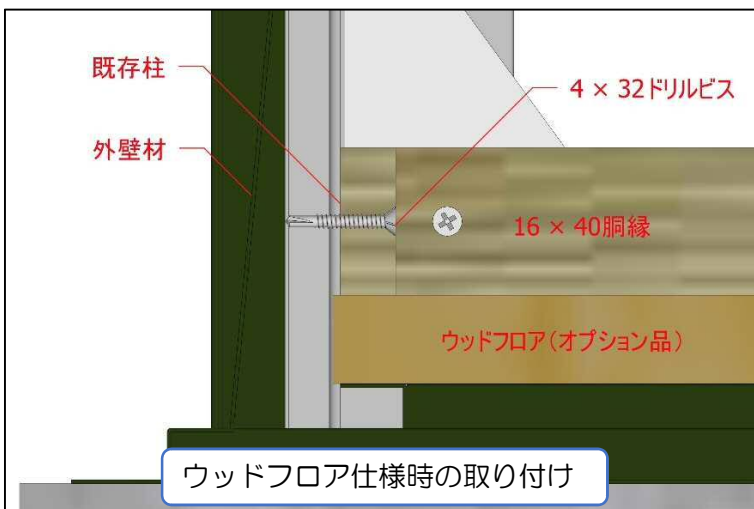 既存柱
4 × 32ドリルビス
外壁材
16 × 40胴縁
ウッドフロア(オプション品)
ウッドフロア仕様時の取り付け